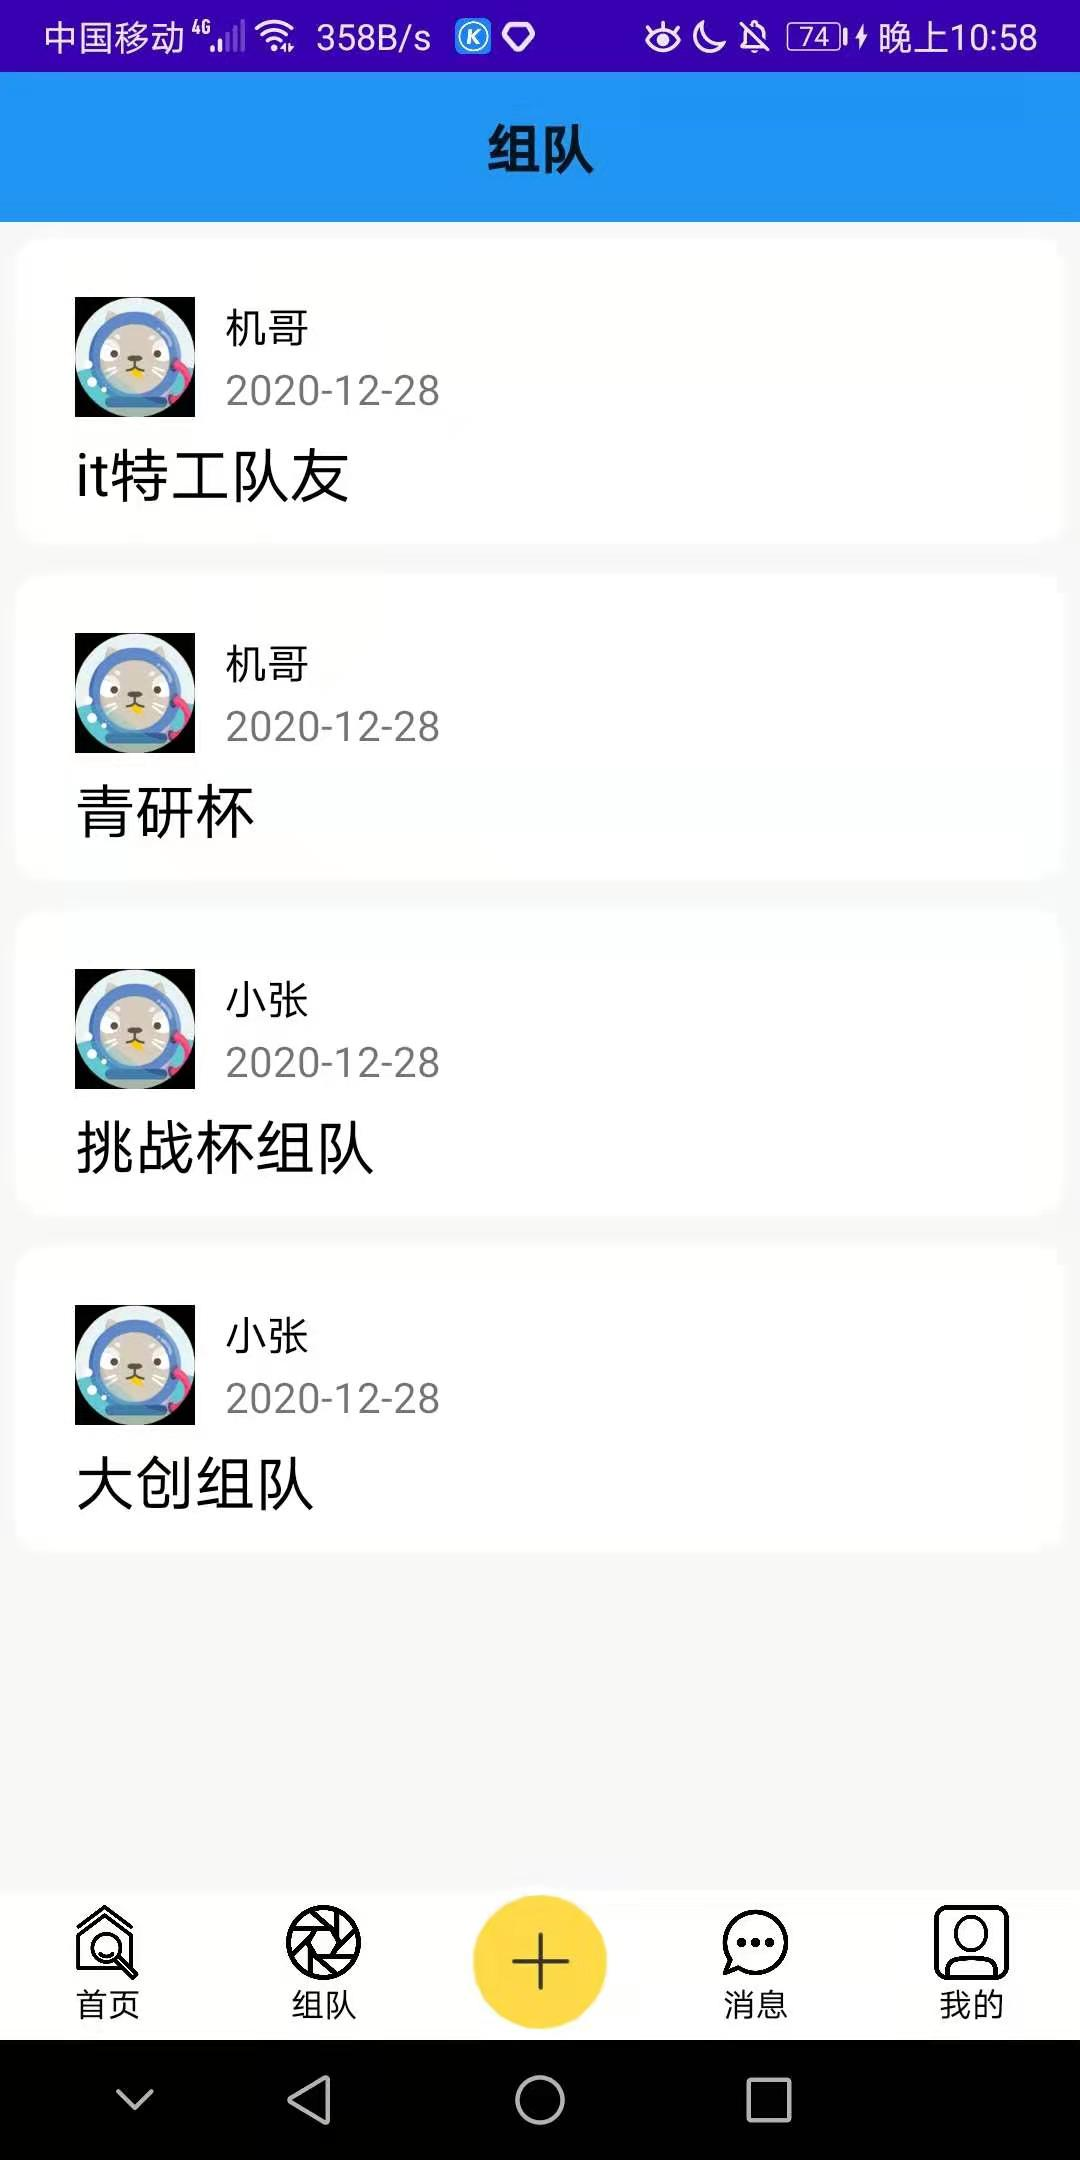 中国移动 4G 358B/s K 74 晚上10:58
组队
机哥
2020-12-28
it特工队友
机哥
2020-12-28
青研杯
小张
2020-12-28
挑战杯组队
小张
2020-12-28
大创组队
首页 组队 消息 我的